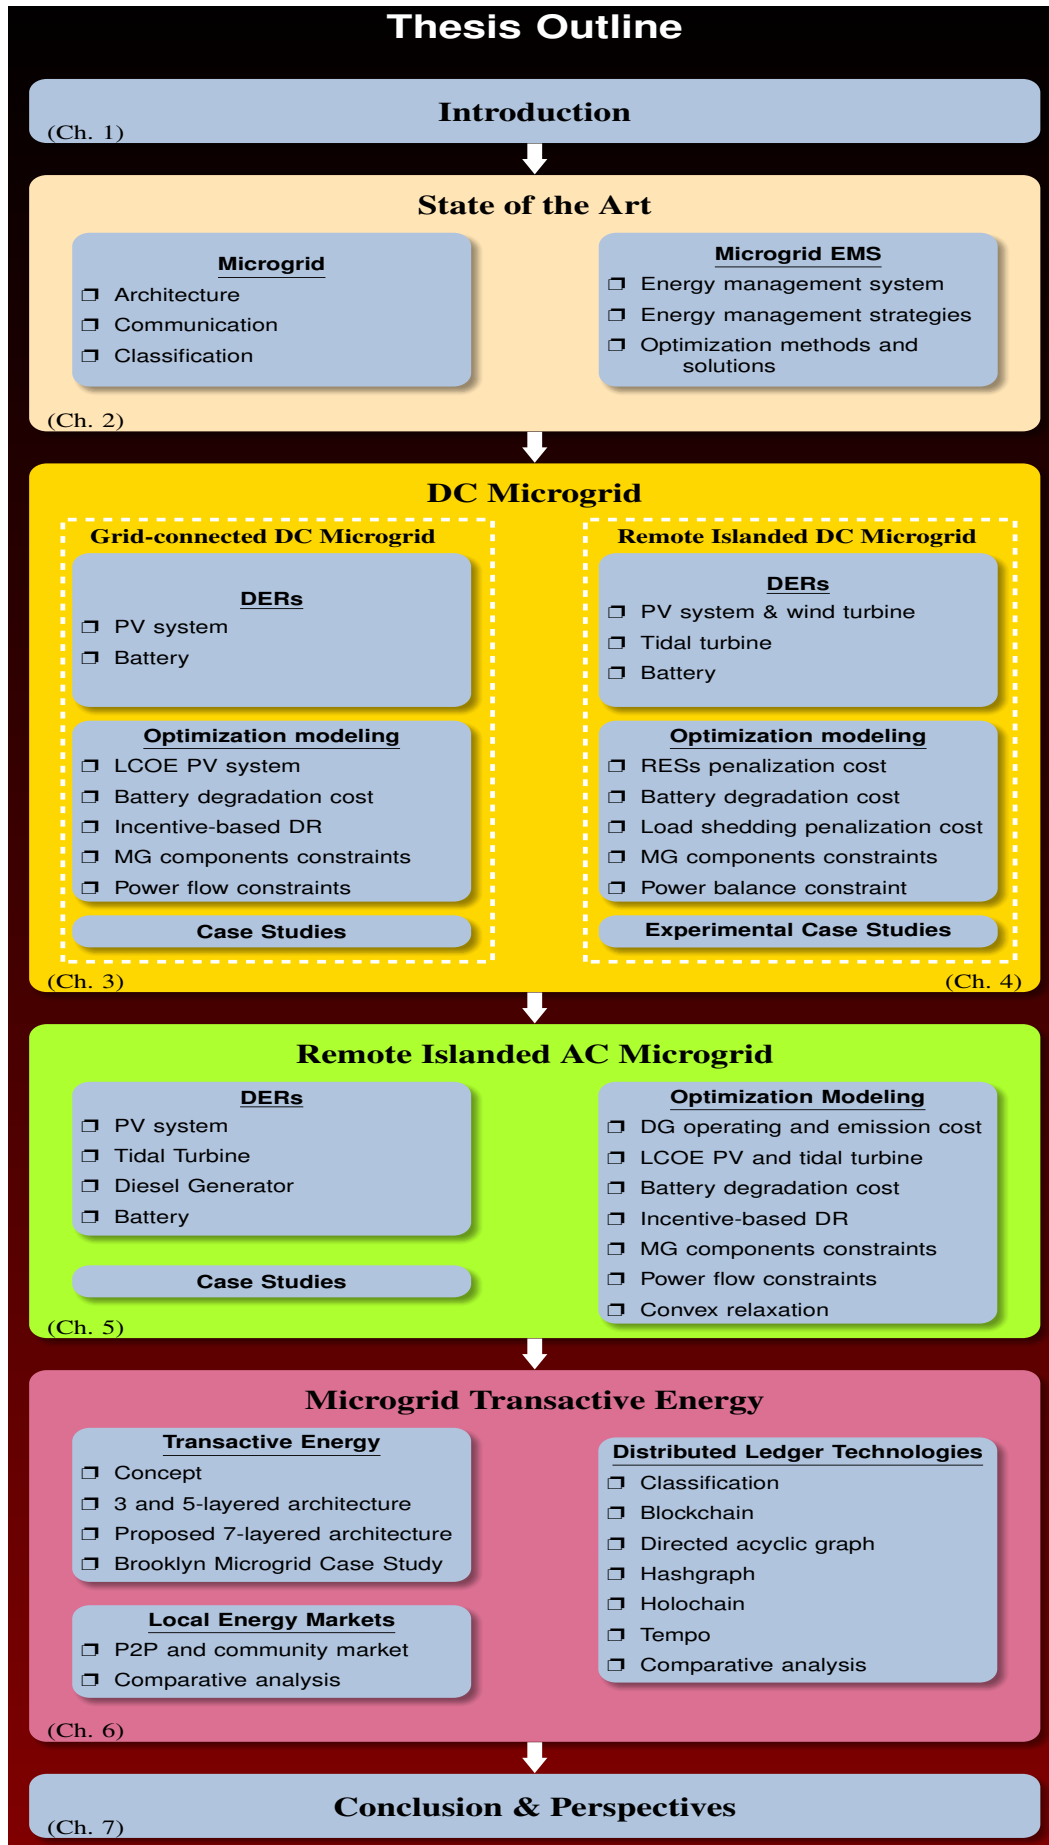 Thesis Outline
Introduction
(Ch. 1)
State of the Art
Microgrid
❐ Architecture
❐ Communication
❐ Classification
Microgrid EMS
❐ Energy management system
❐ Energy management strategies
❐ Optimization methods and
solutions
(Ch. 2)
DC Microgrid
Grid-connected DC Microgrid
DERs
❐ PV system
❐ Battery
Optimization modeling
❐ LCOE PV system
❐ Battery degradation cost
❐ Incentive-based DR
❐ MG components constraints
❐ Power flow constraints
Case Studies
(Ch. 3)
Remote Islanded DC Microgrid
DERs
❐ PV system & wind turbine
❐ Tidal turbine
❐ Battery
Optimization modeling
❐ RESs penalization cost
❐ Battery degradation cost
❐ Load shedding penalization cost
❐ MG components constraints
❐ Power balance constraint
Experimental Case Studies
(Ch. 4)
Remote Islanded AC Microgrid
DERs
❐ PV system
❐ Tidal Turbine
❐ Diesel Generator
❐ Battery
Case Studies
Optimization Modeling
❐ DG operating and emission cost
❐ LCOE PV and tidal turbine
❐ Battery degradation cost
❐ Incentive-based DR
❐ MG components constraints
❐ Power flow constraints
❐ Convex relaxation
(Ch. 5)
Microgrid Transactive Energy
Transactive Energy
❐ Concept
❐ 3 and 5-layered architecture
❐ Proposed 7-layered architecture
❐ Brooklyn Microgrid Case Study
Local Energy Markets
❐ P2P and community market
❐ Comparative analysis
Distributed Ledger Technologies
❐ Classification
❐ Blockchain
❐ Directed acyclic graph
❐ Hashgraph
❐ Holochain
❐ Tempo
❐ Comparative analysis
(Ch. 6)
Conclusion & Perspectives
(Ch. 7)